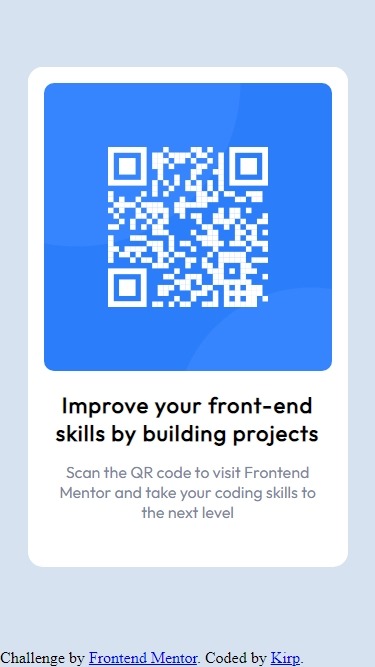 Improve your front-end
skills by building projects
Scan the QR code to visit Frontend
Mentor and take your coding skills to
the next level
Challenge by Frontend Mentor. Coded by Kirp.